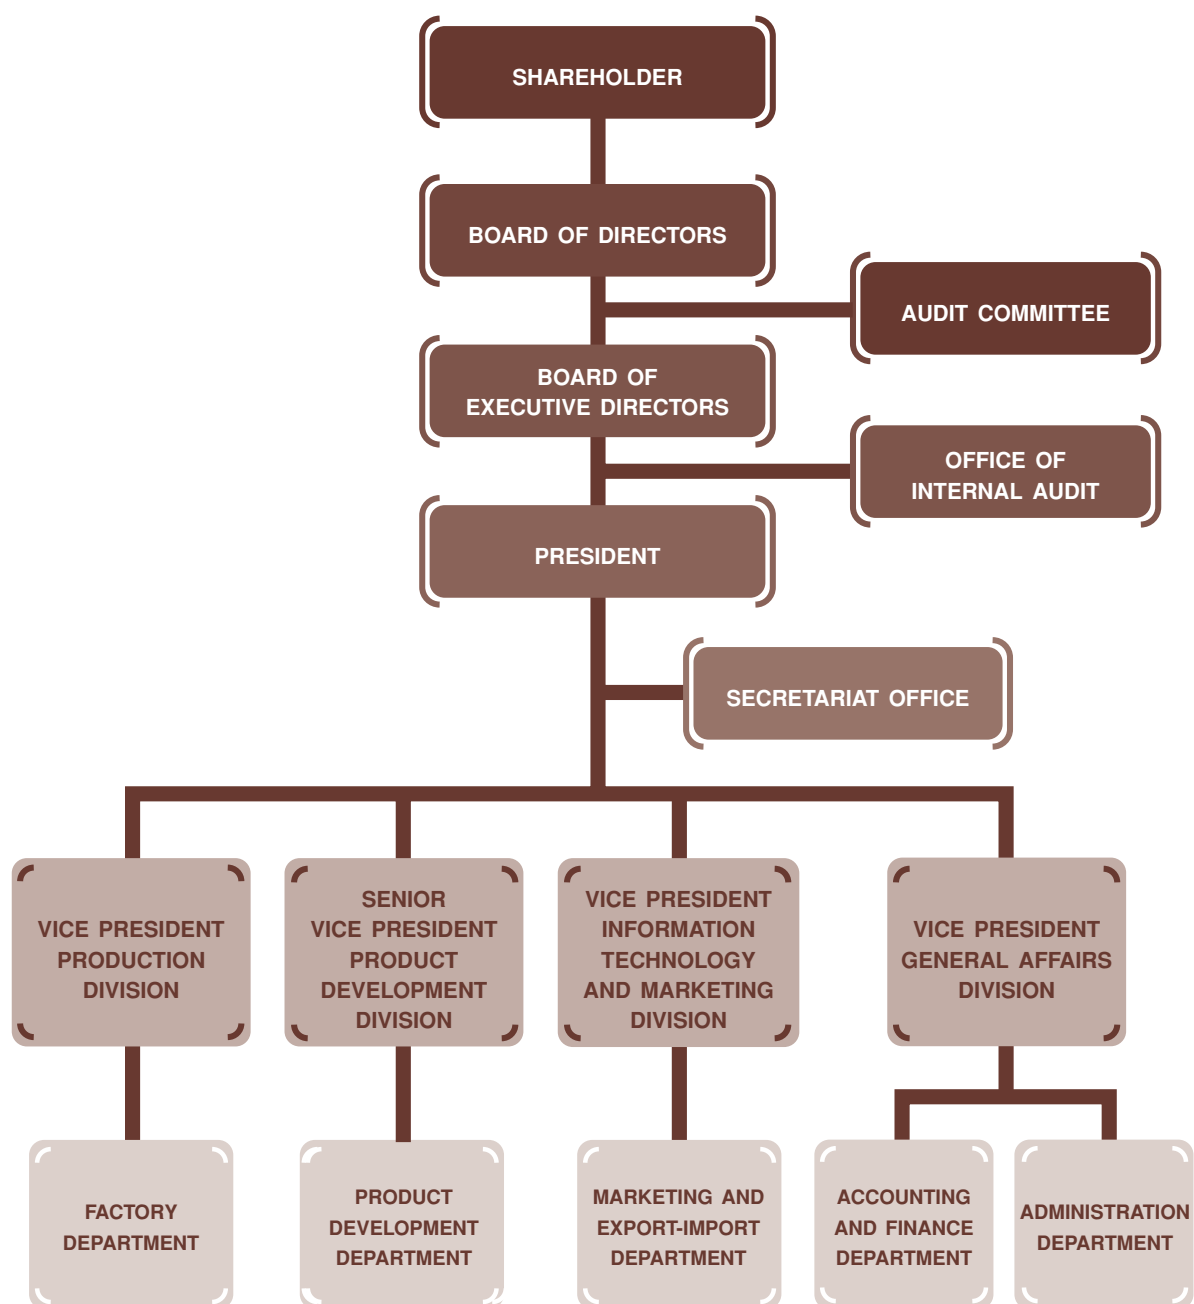 SHAREHOLDER
BOARD OF DIRECTORS
AUDIT COMMITTEE
BOARD OF
EXECUTIVE DIRECTORS
OFFICE OF
INTERNAL AUDIT
PRESIDENT
SECRETARIAT OFFICE
VICE PRESIDENT
PRODUCTION
DIVISION
SENIOR
VICE PRESIDENT
PRODUCT
DEVELOPMENT
DIVISION
VICE PRESIDENT
INFORMATION
TECHNOLOGY
AND MARKETING
DIVISION
VICE PRESIDENT
GENERAL AFFAIRS
DIVISION
FACTORY
DEPARTMENT
PRODUCT
DEVELOPMENT
DEPARTMENT
MARKETING AND
EXPORT-IMPORT
DEPARTMENT
ACCOUNTING
AND FINANCE
DEPARTMENT
ADMINISTRATION
DEPARTMENT